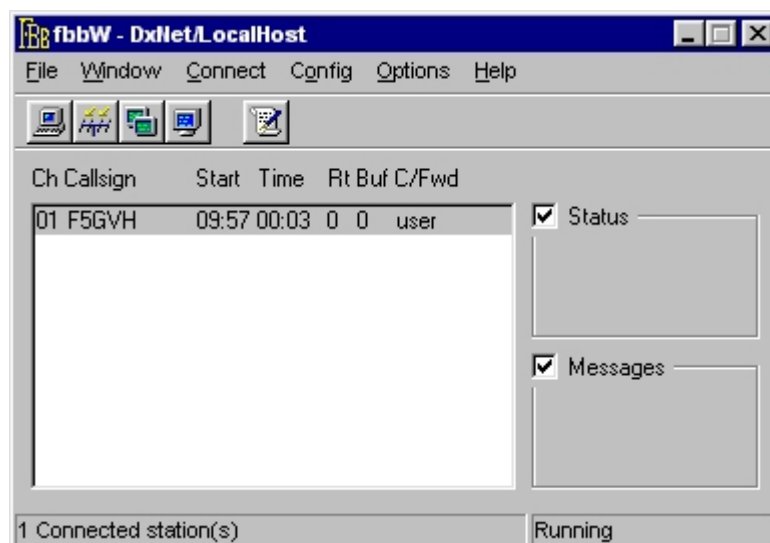 FBB fbbW - DxNet/LocalHost
File Window Connect Config Options Help
Ch Callsign Start Time Rt Buf C/Fwd
01 F5GVH 09:57 00:03 0 0 user
Status
Messages
1 Connected station(s) Running